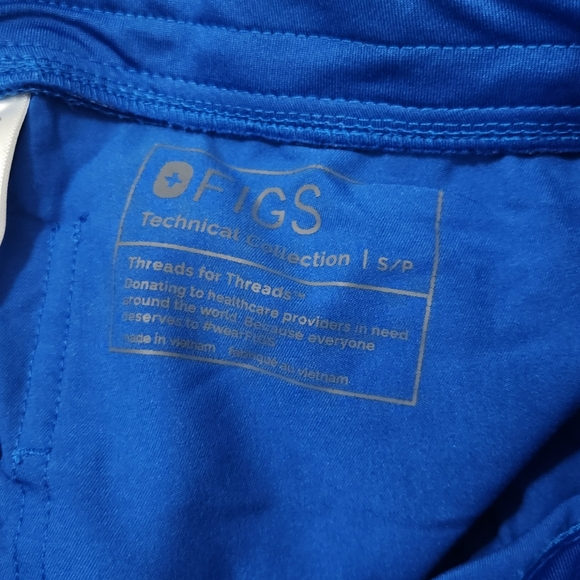 FIGS
Technical Collection | S/P
Threads for Threads™
Donating to healthcare providers in need
around the world. Because everyone
deserves to #wearFIGS
made in vietnam fabriqué au vietnam